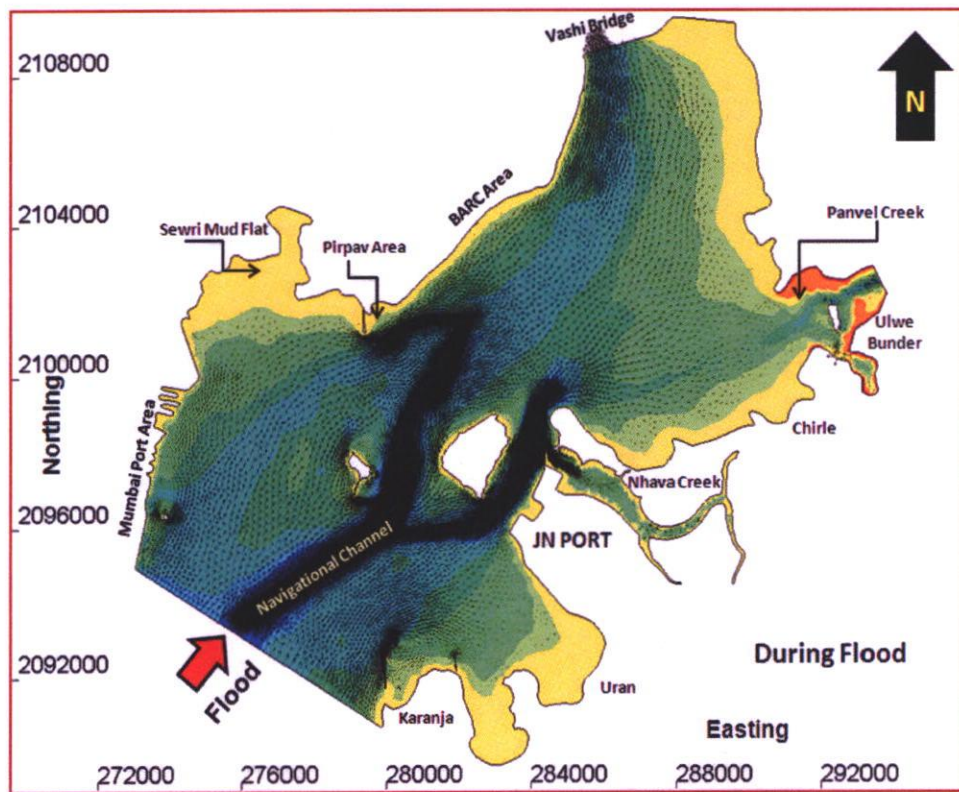 Vashi Bridge
2108000
N
BARC Area
2104000
Panvel Creek
Sewri Mud Flat
Pirpav Area
Ulwe
Bunder
2100000
Northing
Mumbai Port Area
Chirle
Nhava Creek
2096000
JN PORT
Navigational Channel
During Flood
2092000
Flood
Uran
Karanja
Easting
272000
276000
280000
284000
288000
292000